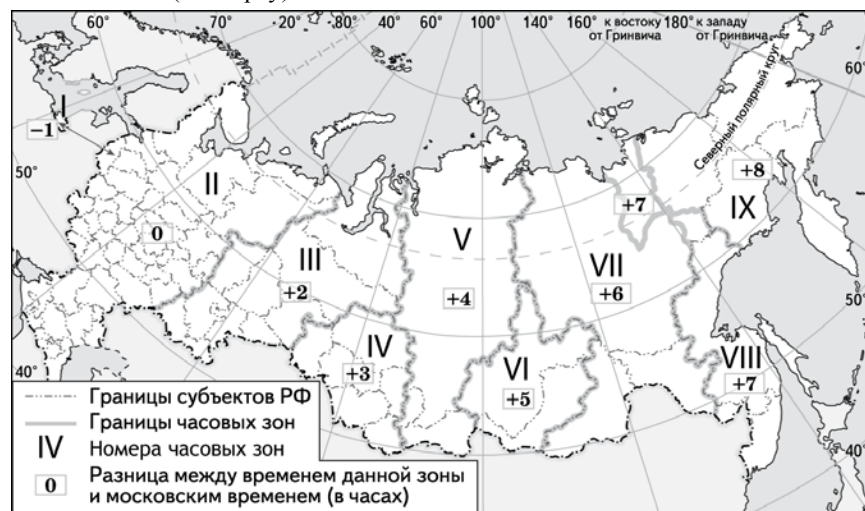 60°
70°
20°
80°
40°
60°
100°
140°
160°
к востоку
от Гринвича
180°
к западу
от Гринвича
60°
Северный полярный круг
I
−1
50°
II
0
III
+2
IV
+3
V
+4
VI
+5
VII
+6
+7
+8
IX
VIII
+7
50°
40°
40°
Границы субъектов РФ
Границы часовых зон
IV Номера часовых зон
0 Разница между временем данной зоны
и московским временем (в часах)